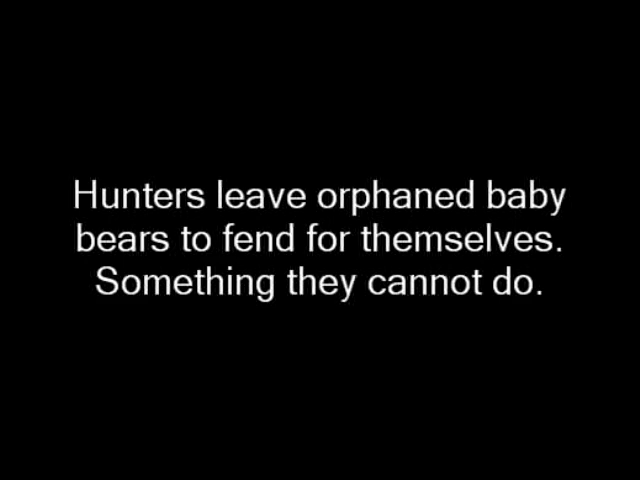 Hunters leave orphaned baby
bears to fend for themselves.
Something they cannot do.